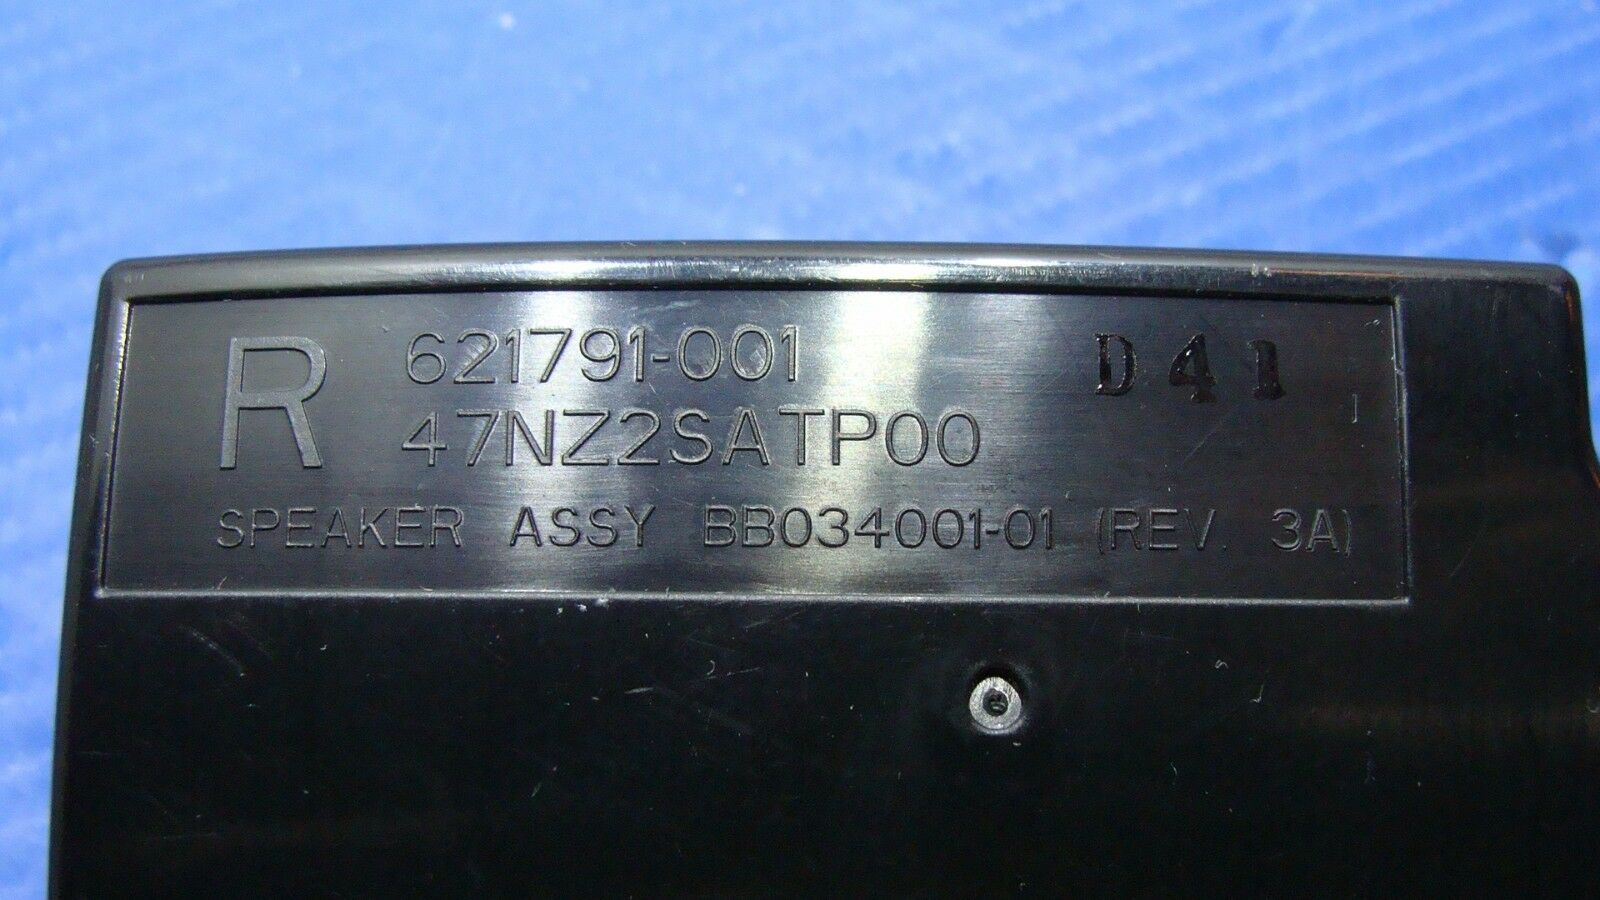 R 621791-001 D41
47NZ2SATP00
SPEAKER ASSY BB034001-01 (REV. 3A)